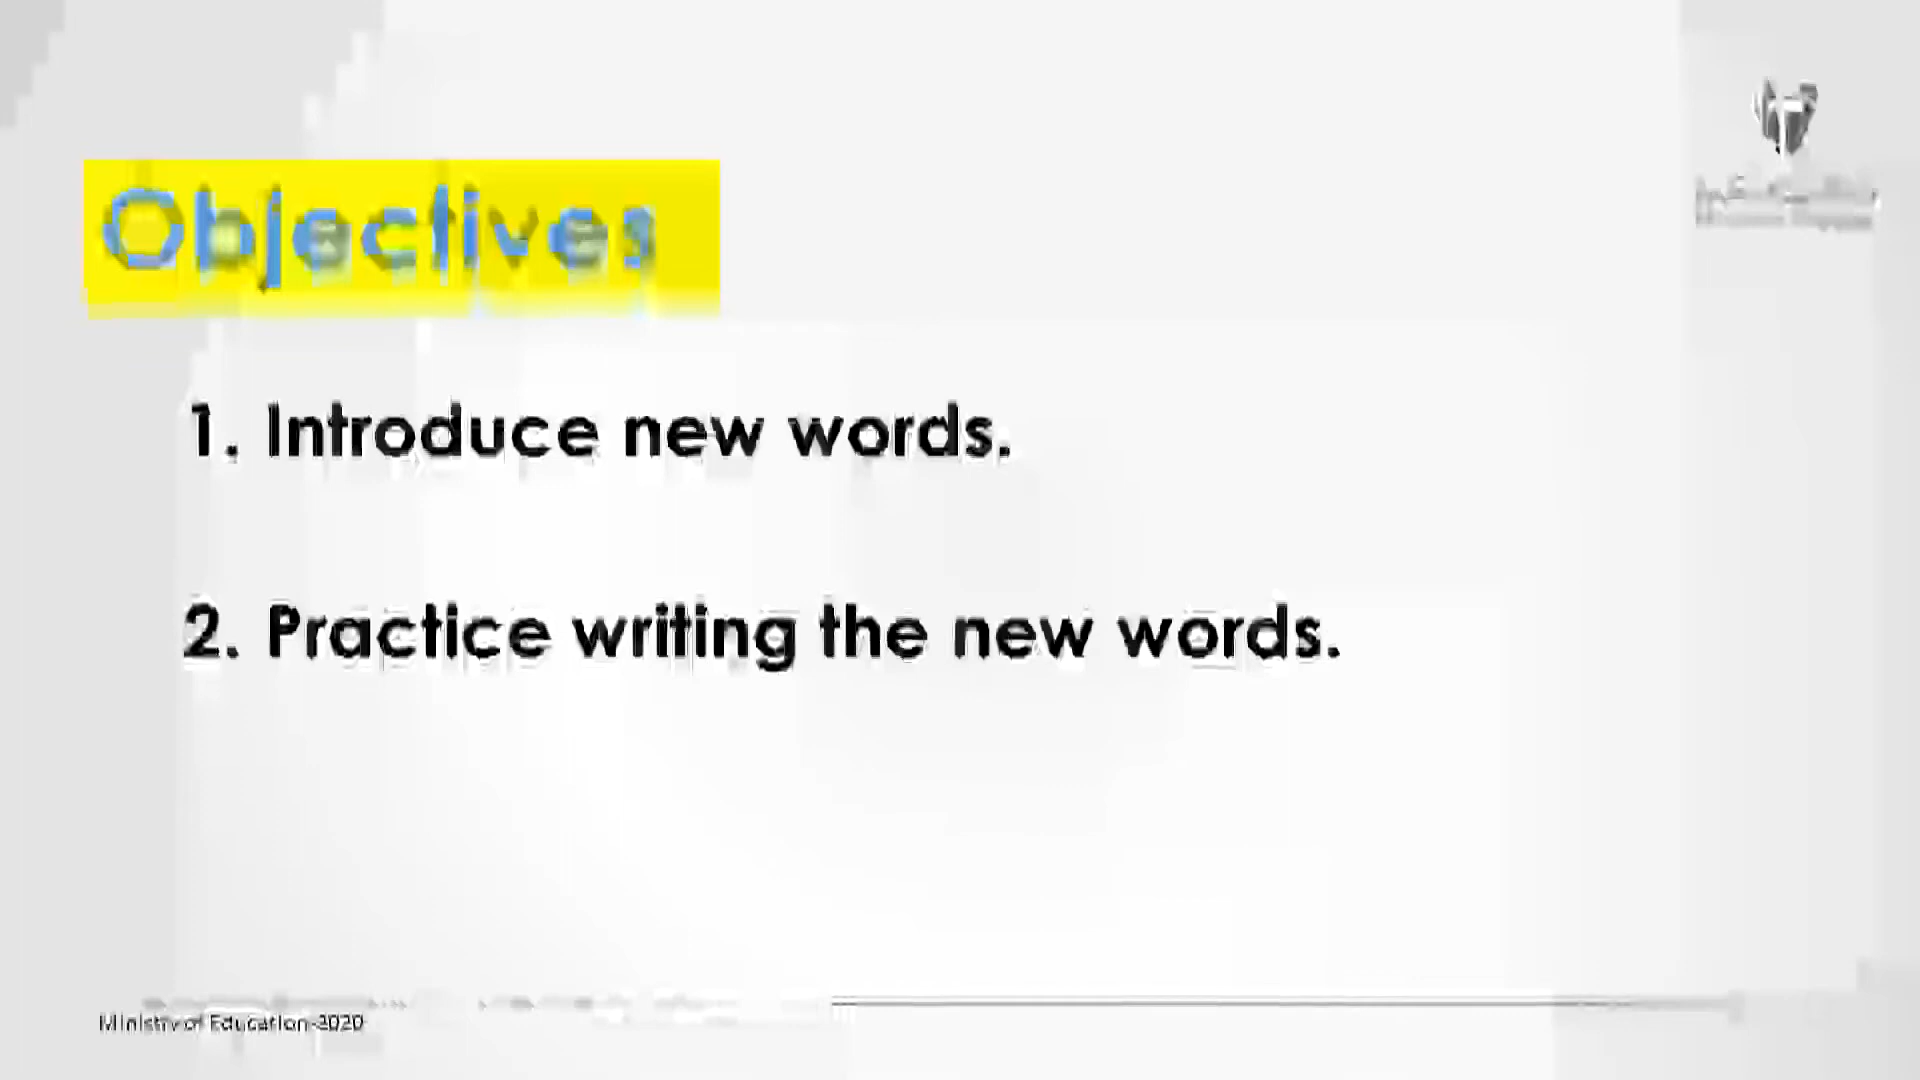 Objectives
1. Introduce new words.
2. Practice writing the new words.
Ministry of Education-2020